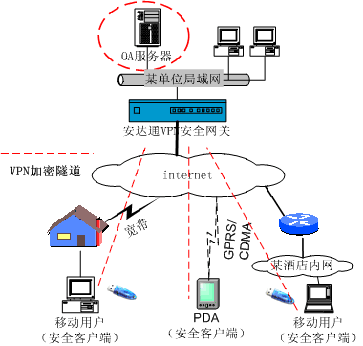 OA服务器
某单位局域网
安达通VPN安全网关
VPN加密隧道
internet
宽带
GPRS/
CDMA
某酒店内网
移动用户
(安全客户端)
PDA
(安全客户端)
移动用户
(安全客户端)